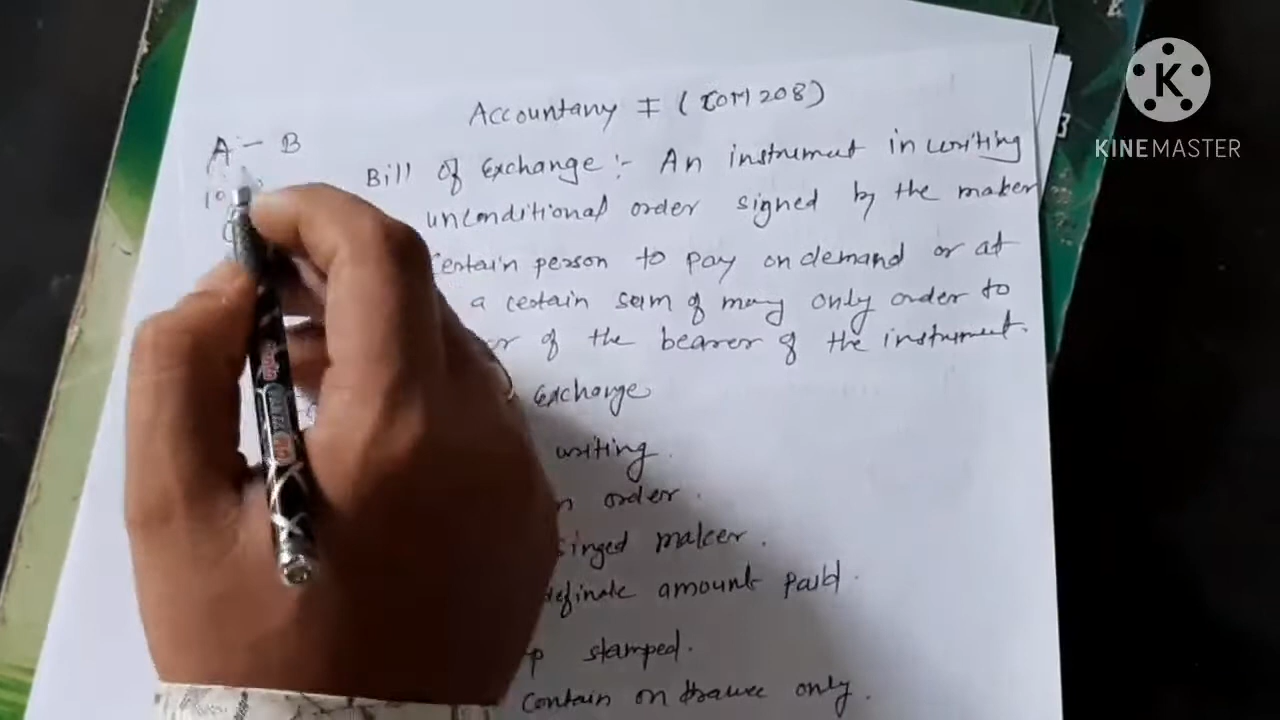 Accountany I (COM 208)
A - B
Bill Of Exchange :- An instrument in writing
10
unconditional order signed by the maker
Certain person to pay on demand or at
a certain sum of mony only order to
of the bearer of the instrument.
Exchange
writing.
order.
singed maker.
definate amount paid.
stamped.
Contain on drawee only.
K
KINEMASTER